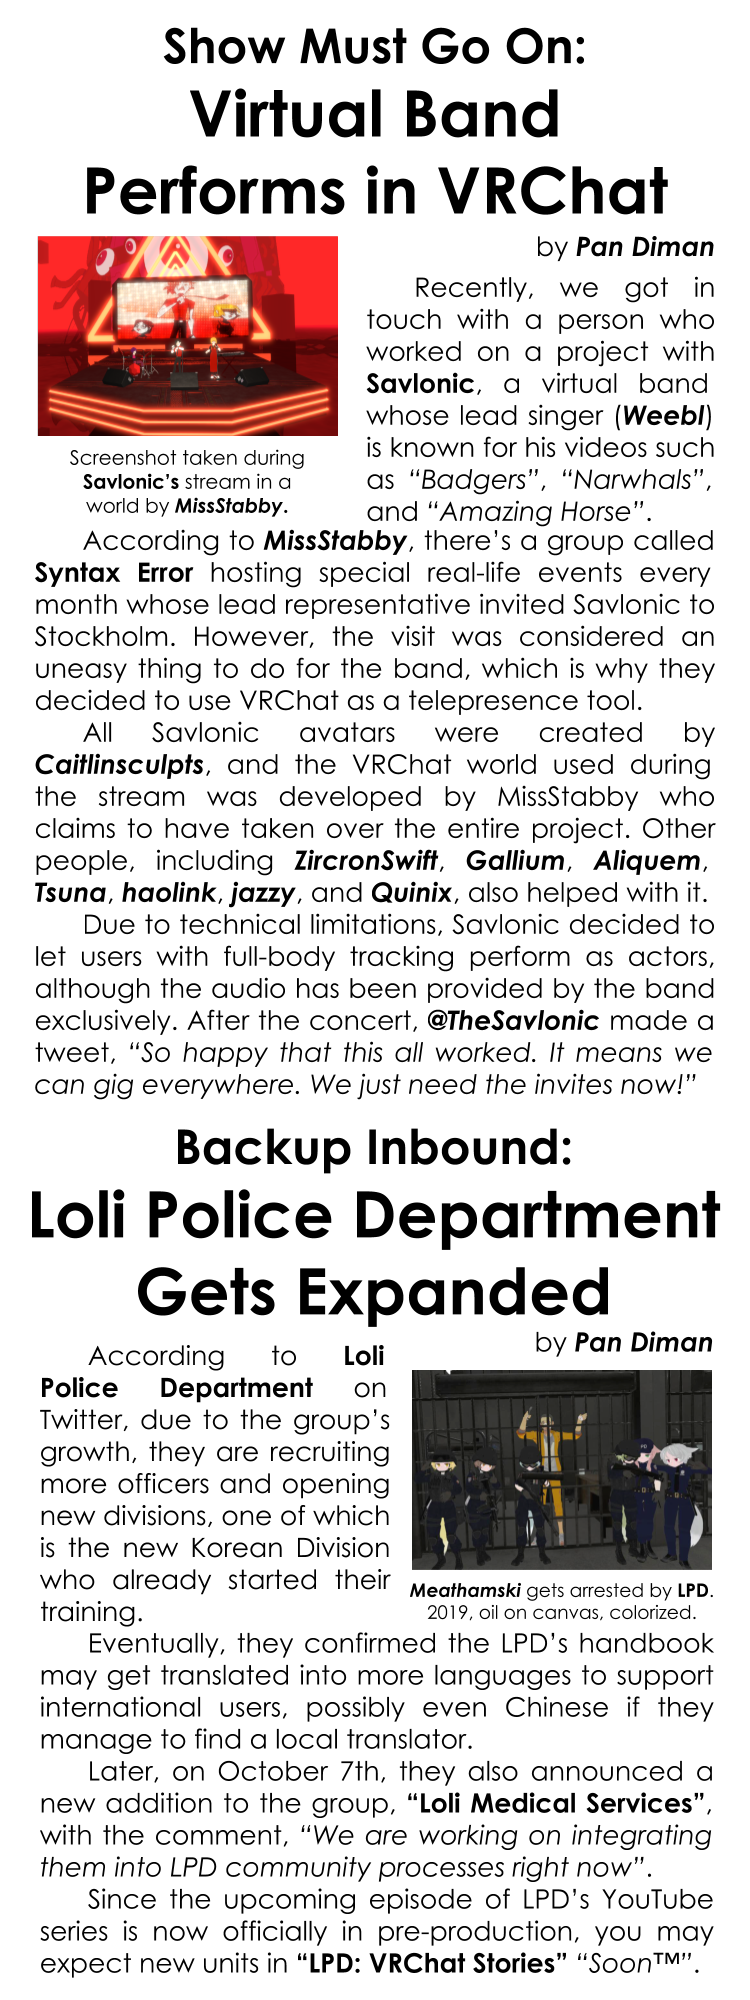 Show Must Go On:
Virtual Band
Performs in VRChat
by Pan Diman
Screenshot taken during
Savlonic's stream in a
world by MissStabby.
Recently, we got in
touch with a person who
worked on a project with
Savlonic, a virtual band
whose lead singer (Weebl)
is known for his videos such
as “Badgers”, “Narwhals”,
and “Amazing Horse”.
According to MissStabby, there’s a group called
Syntax Error hosting special real-life events every
month whose lead representative invited Savlonic to
Stockholm. However, the visit was considered an
uneasy thing to do for the band, which is why they
decided to use VRChat as a telepresence tool.
All Savlonic avatars were created by
Caitlinsculpts, and the VRChat world used during
the stream was developed by MissStabby who
claims to have taken over the entire project. Other
people, including ZircronSwift, Gallium, Aliquem,
Tsuna, haolink, jazzy, and Quinix, also helped with it.
Due to technical limitations, Savlonic decided to
let users with full-body tracking perform as actors,
although the audio has been provided by the band
exclusively. After the concert, @TheSavlonic made a
tweet, “So happy that this all worked. It means we
can gig everywhere. We just need the invites now!”
Backup Inbound:
Loli Police Department
Gets Expanded
by Pan Diman
According to Loli
Police Department on
Twitter, due to the group’s
growth, they are recruiting
more officers and opening
new divisions, one of which
is the new Korean Division
who already started their
training.
Meathamski gets arrested by LPD.
2019, oil on canvas, colorized.
Eventually, they confirmed the LPD’s handbook
may get translated into more languages to support
international users, possibly even Chinese if they
manage to find a local translator.
Later, on October 7th, they also announced a
new addition to the group, “Loli Medical Services”,
with the comment, “We are working on integrating
them into LPD community processes right now”.
Since the upcoming episode of LPD’s YouTube
series is now officially in pre-production, you may
expect new units in “LPD: VRChat Stories” “Soon™”.